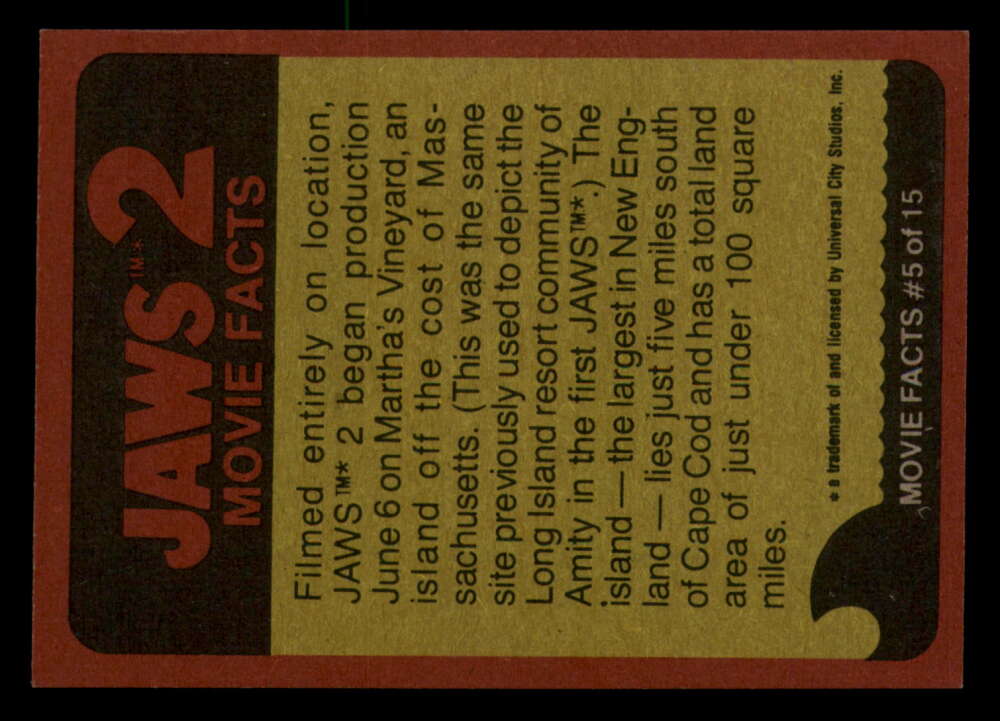 JAWS™* 2
MOVIE FACTS
Filmed entirely on location,
JAWS™* 2 began production
June 6 on Martha's Vineyard, an
island off the cost of Mas-
sachusetts. (This was the same
site previously used to depict the
Long Island resort community of
Amity in the first JAWS™*.) The
island — the largest in New Eng-
land — lies just five miles south
of Cape Cod and has a total land
area of just under 100 square
miles.
* a trademark of and licensed by Universal City Studios, Inc.
MOVIE FACTS #5 of 15